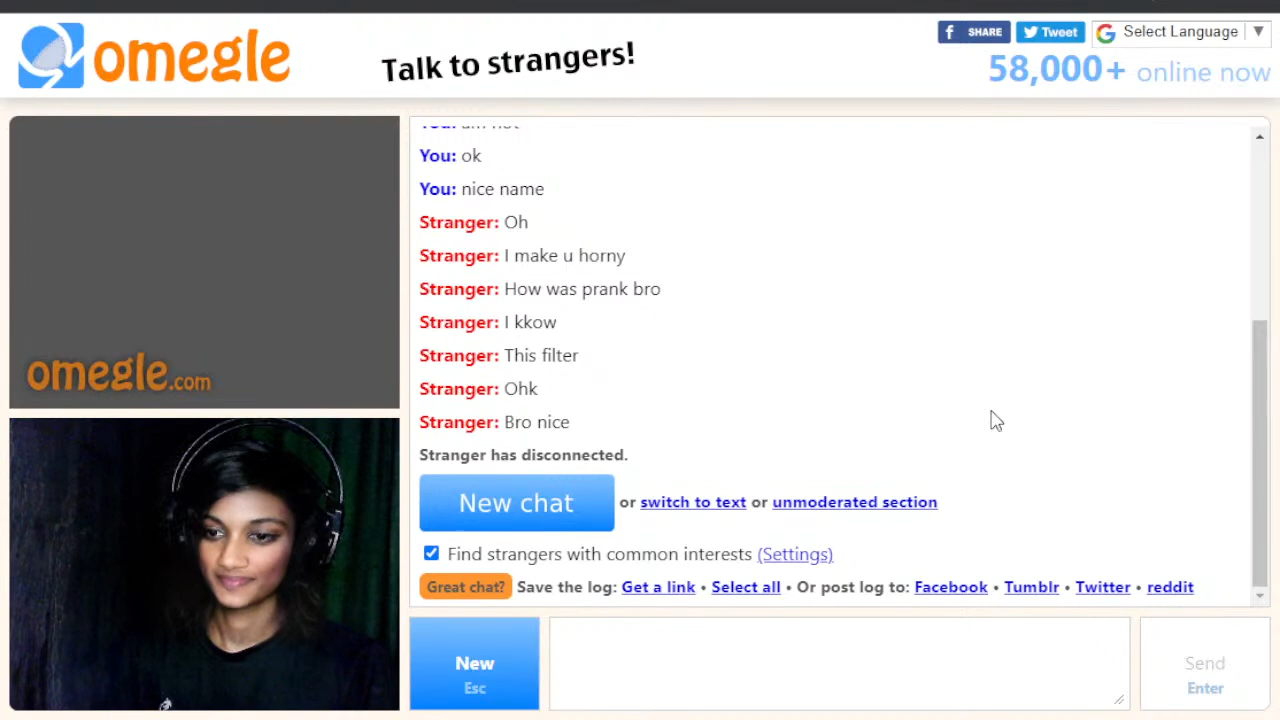 omegle
Talk to strangers!
f SHARE
Tweet
G Select Language ▼
58,000+ online now
You: am not
You: ok
You: nice name
Stranger: Oh
Stranger: I make u horny
Stranger: How was prank bro
Stranger: I kkow
Stranger: This filter
Stranger: Ohk
Stranger: Bro nice
Stranger has disconnected.
New chat or switch to text or unmoderated section
Find strangers with common interests (Settings)
Great chat? Save the log: Get a link • Select all • Or post log to: Facebook • Tumblr • Twitter • reddit
omegle.com
New
Esc
Send
Enter